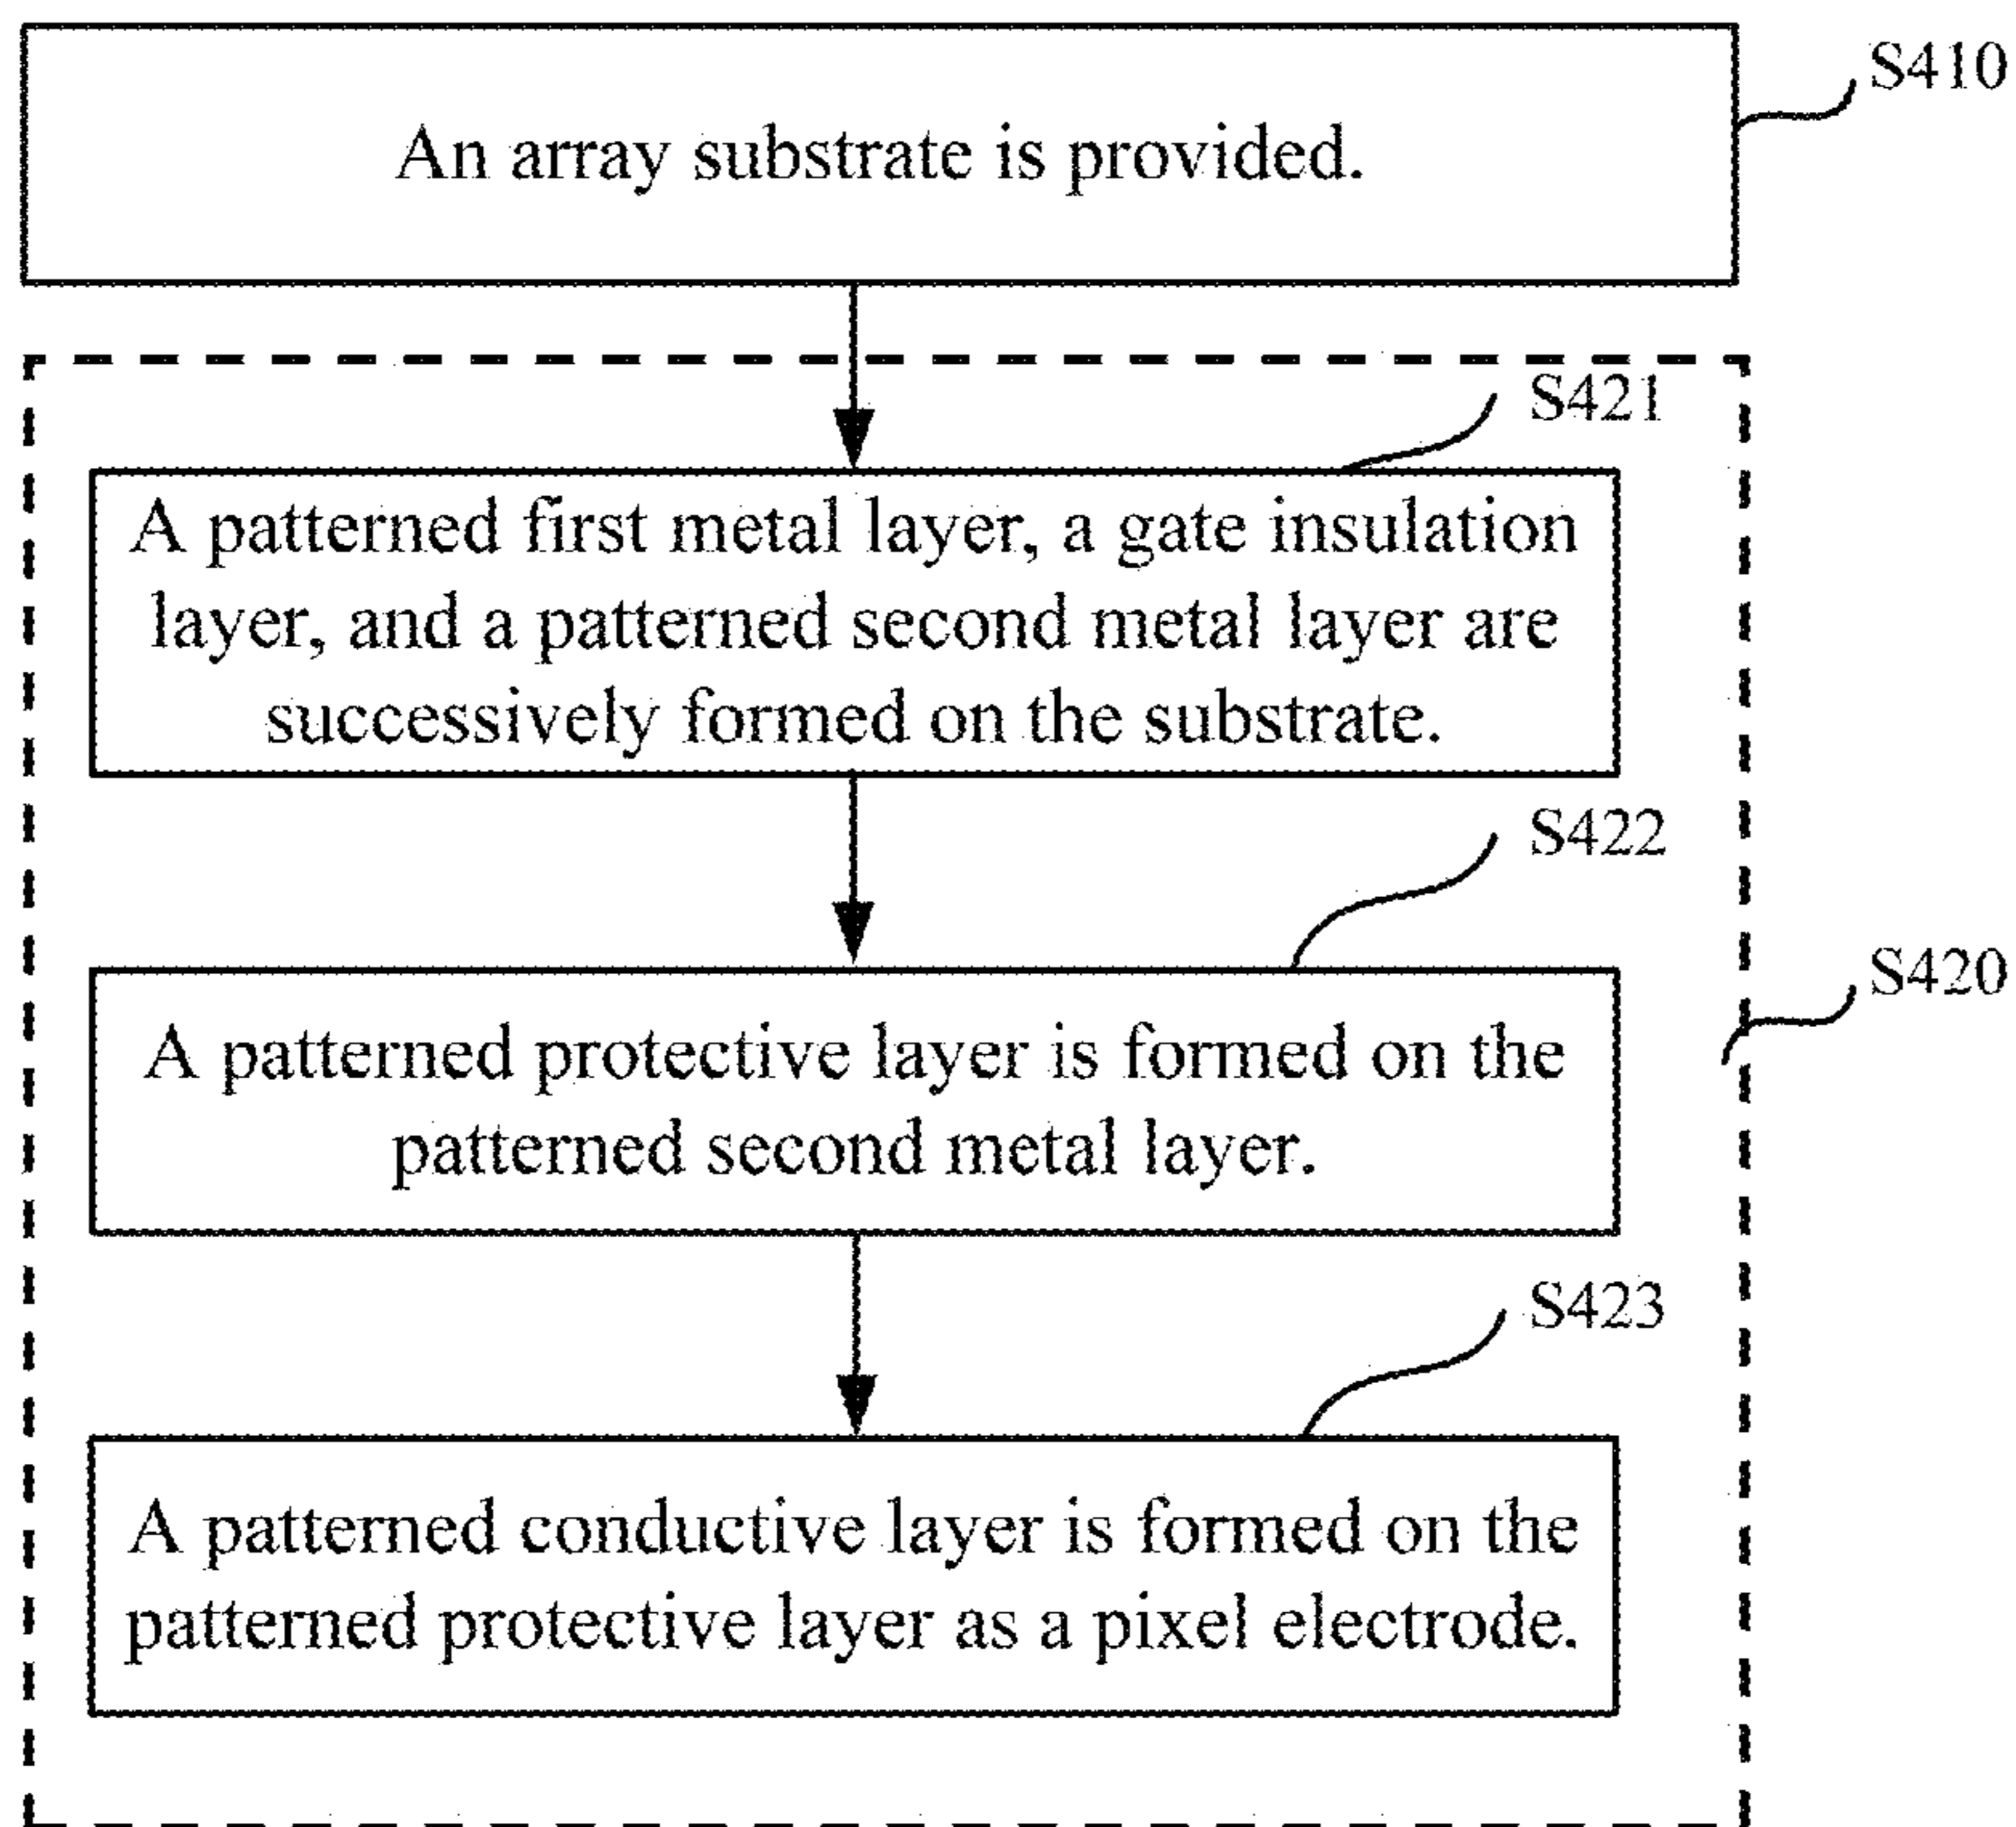 S410
An array substrate is provided.
S421
A patterned first metal layer, a gate insulation
layer, and a patterned second metal layer are
successively formed on the substrate.
S422
S420
A patterned protective layer is formed on the
patterned second metal layer.
S423
A patterned conductive layer is formed on the
patterned protective layer as a pixel electrode.